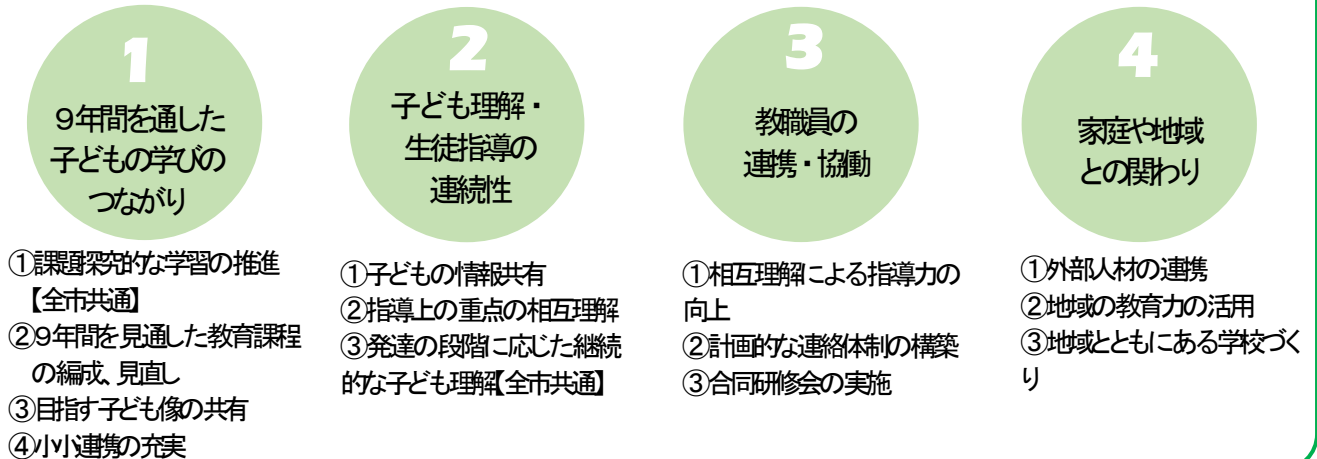 1
9年間を通した
子どもの学びの
つながり
①課題探究的な学習の推進
【全市共通】
②9年間を見通した教育課程
の編成、見直し
③目指す子ども像の共有
④小小連携の充実
2
子ども理解・
生徒指導の
連続性
①子どもの情報共有
②指導上の重点の相互理解
③発達の段階に応じた継続
的な子ども理解【全市共通】
3
教職員の
連携・協働
①相互理解による指導力の
向上
②計画的な連絡体制の構築
③合同研修会の実施
4
家庭や地域
との関わり
①外部人材の連携
②地域の教育力の活用
③地域とともにある学校づく
り